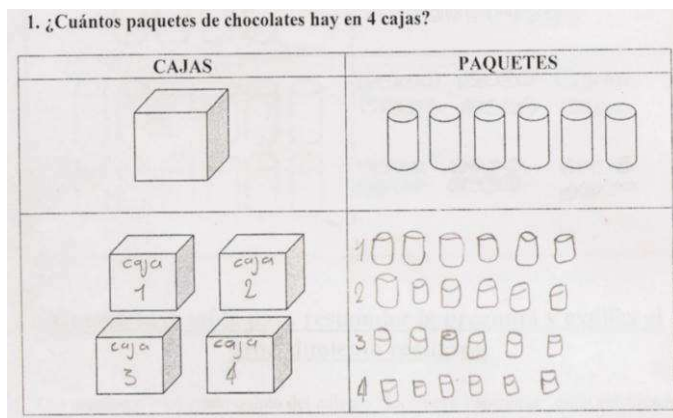 1. ¿Cuántos paquetes de chocolates hay en 4 cajas?
CAJAS PAQUETES
caja caja 1
1 2 2
caja caja 3
3 4 4